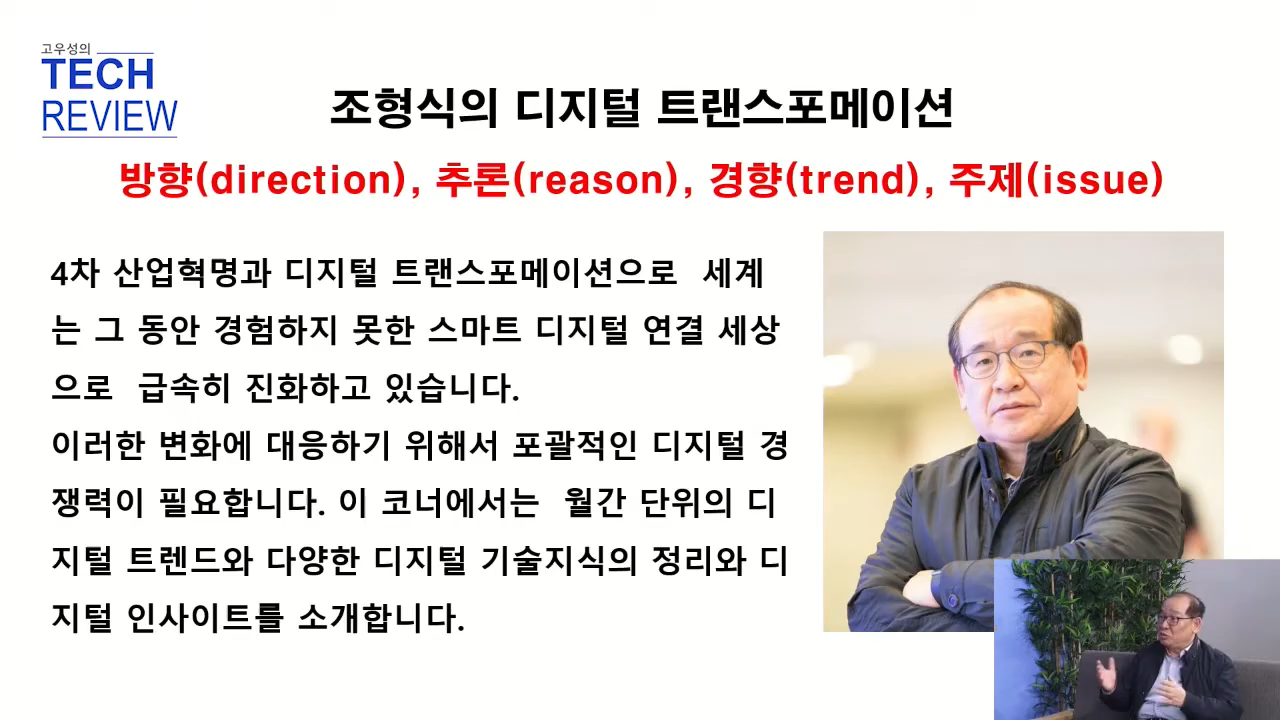 고우성의
TECH
REVIEW
조형식의 디지털 트랜스포메이션
방향(direction), 추론(reason), 경향(trend), 주제(issue)
4차 산업혁명과 디지털 트랜스포메이션으로 세계
는 그 동안 경험하지 못한 스마트 디지털 연결 세상
으로 급속히 진화하고 있습니다.
이러한 변화에 대응하기 위해서 포괄적인 디지털 경
쟁력이 필요합니다. 이 코너에서는 월간 단위의 디
지털 트렌드와 다양한 디지털 기술지식의 정리와 디
지털 인사이트를 소개합니다.